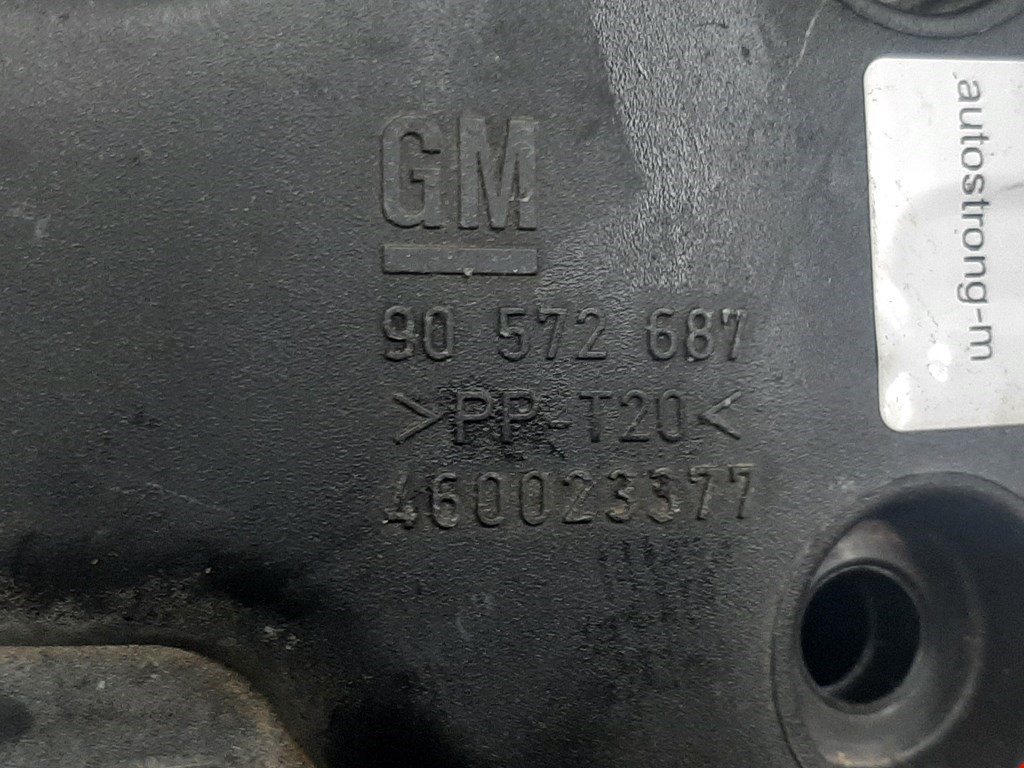 GM
90 572 687
>PP-T20<
460023377
autostrong-m